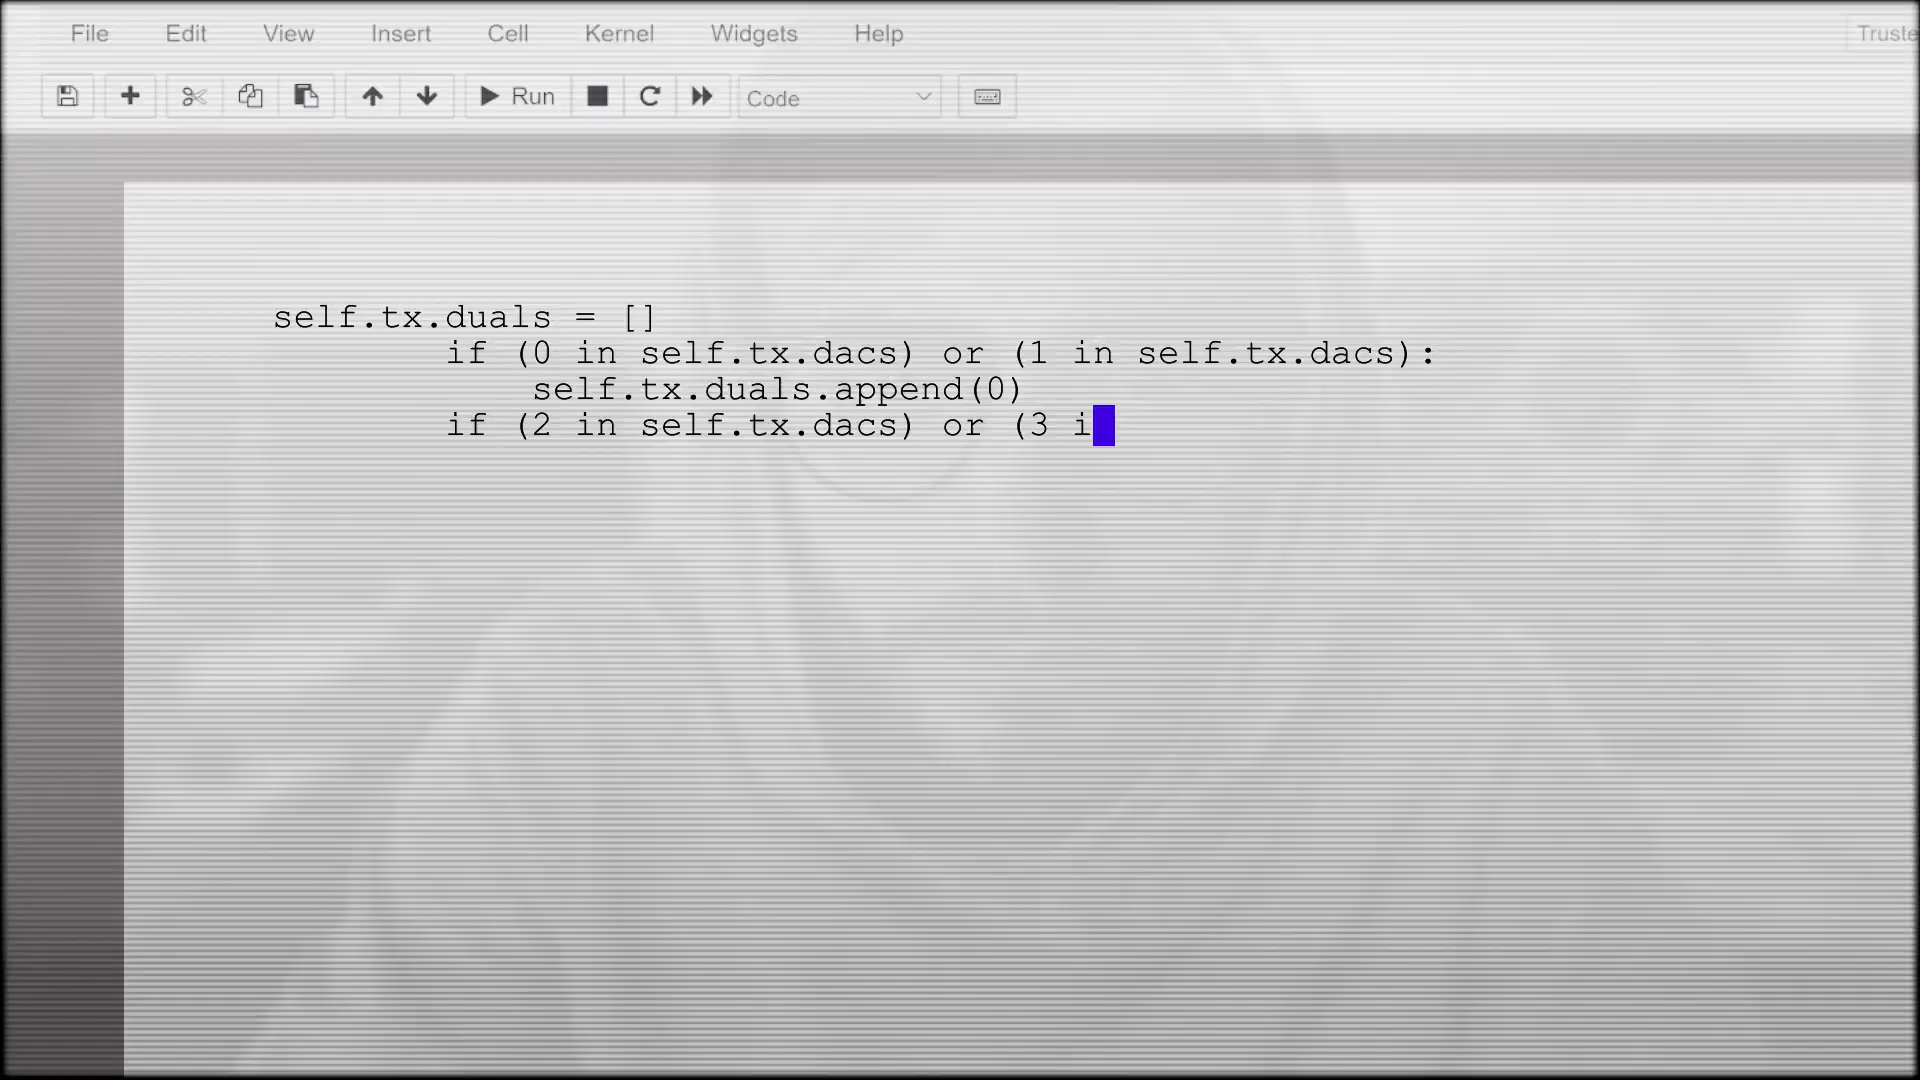 File Edit View Insert Cell Kernel Widgets Help Truste
Run Code
self.tx.duals = []
if (0 in self.tx.dacs) or (1 in self.tx.dacs):
self.tx.duals.append(0)
if (2 in self.tx.dacs) or (3 i